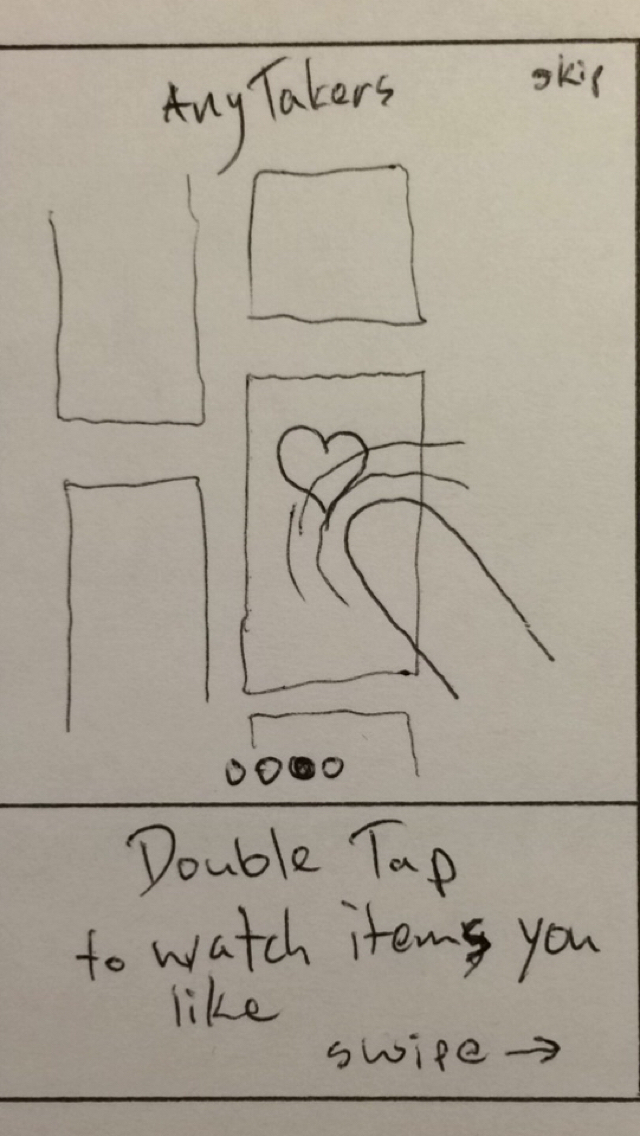 AnyTakers
skip
Double Tap
to watch items you
like
swipe →